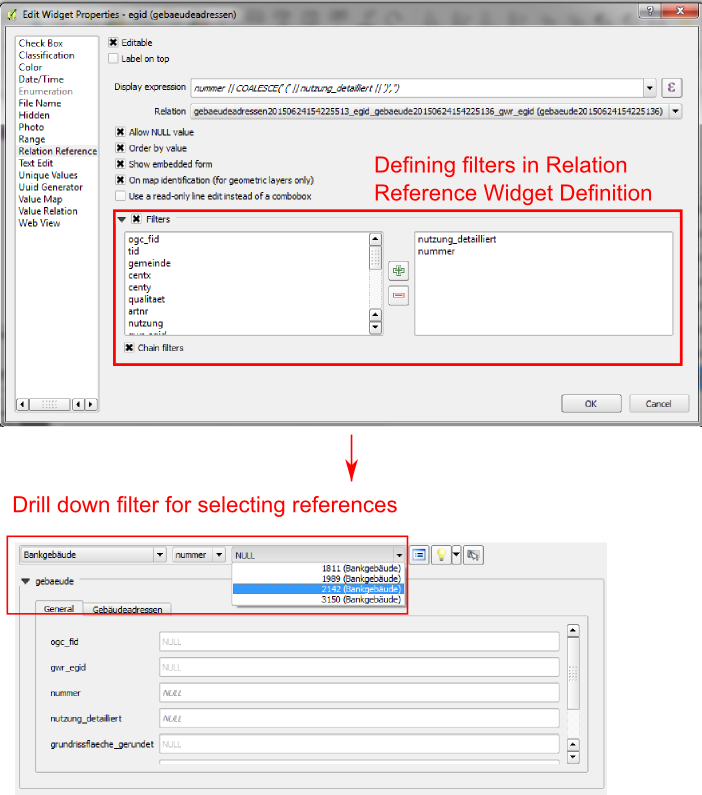 Edit Widget Properties - egid (gebaeudeadressen)
Check Box
Classification
Color
Date/Time
Enumeration
File Name
Hidden
Photo
Range
Relation Reference
Text Edit
Unique Values
Uuid Generator
Value Map
Value Relation
Web View
Editable
Label on top
Display expression nummer || COALESCE(' (' || nutzung_detailliert || ')','')
Relation gebaeudeadressen20150624154225513_egid_gebaeude20150624154225136_gwr_egid (gebaeude20150624154225136)
Allow NULL value
Order by value
Show embedded form
On map identification (for geometric layers only)
Use a read-only line edit instead of a combobox
Defining filters in Relation
Reference Widget Definition
Filters
ogc_fid
tid
gemeinde
centx
centy
qualitaet
artnr
nutzung
nutzung_detailliert
nummer
Chain filters
OK Cancel
Drill down filter for selecting references
Bankgebäude nummer NULL
1811 (Bankgebäude)
1989 (Bankgebäude)
2142 (Bankgebäude)
3150 (Bankgebäude)
gebaeude
General Gebäudeadressen
ogc_fid NULL
gwr_egid NULL
nummer NULL
nutzung_detailliert NULL
grundrissflaeche_gerundet NULL